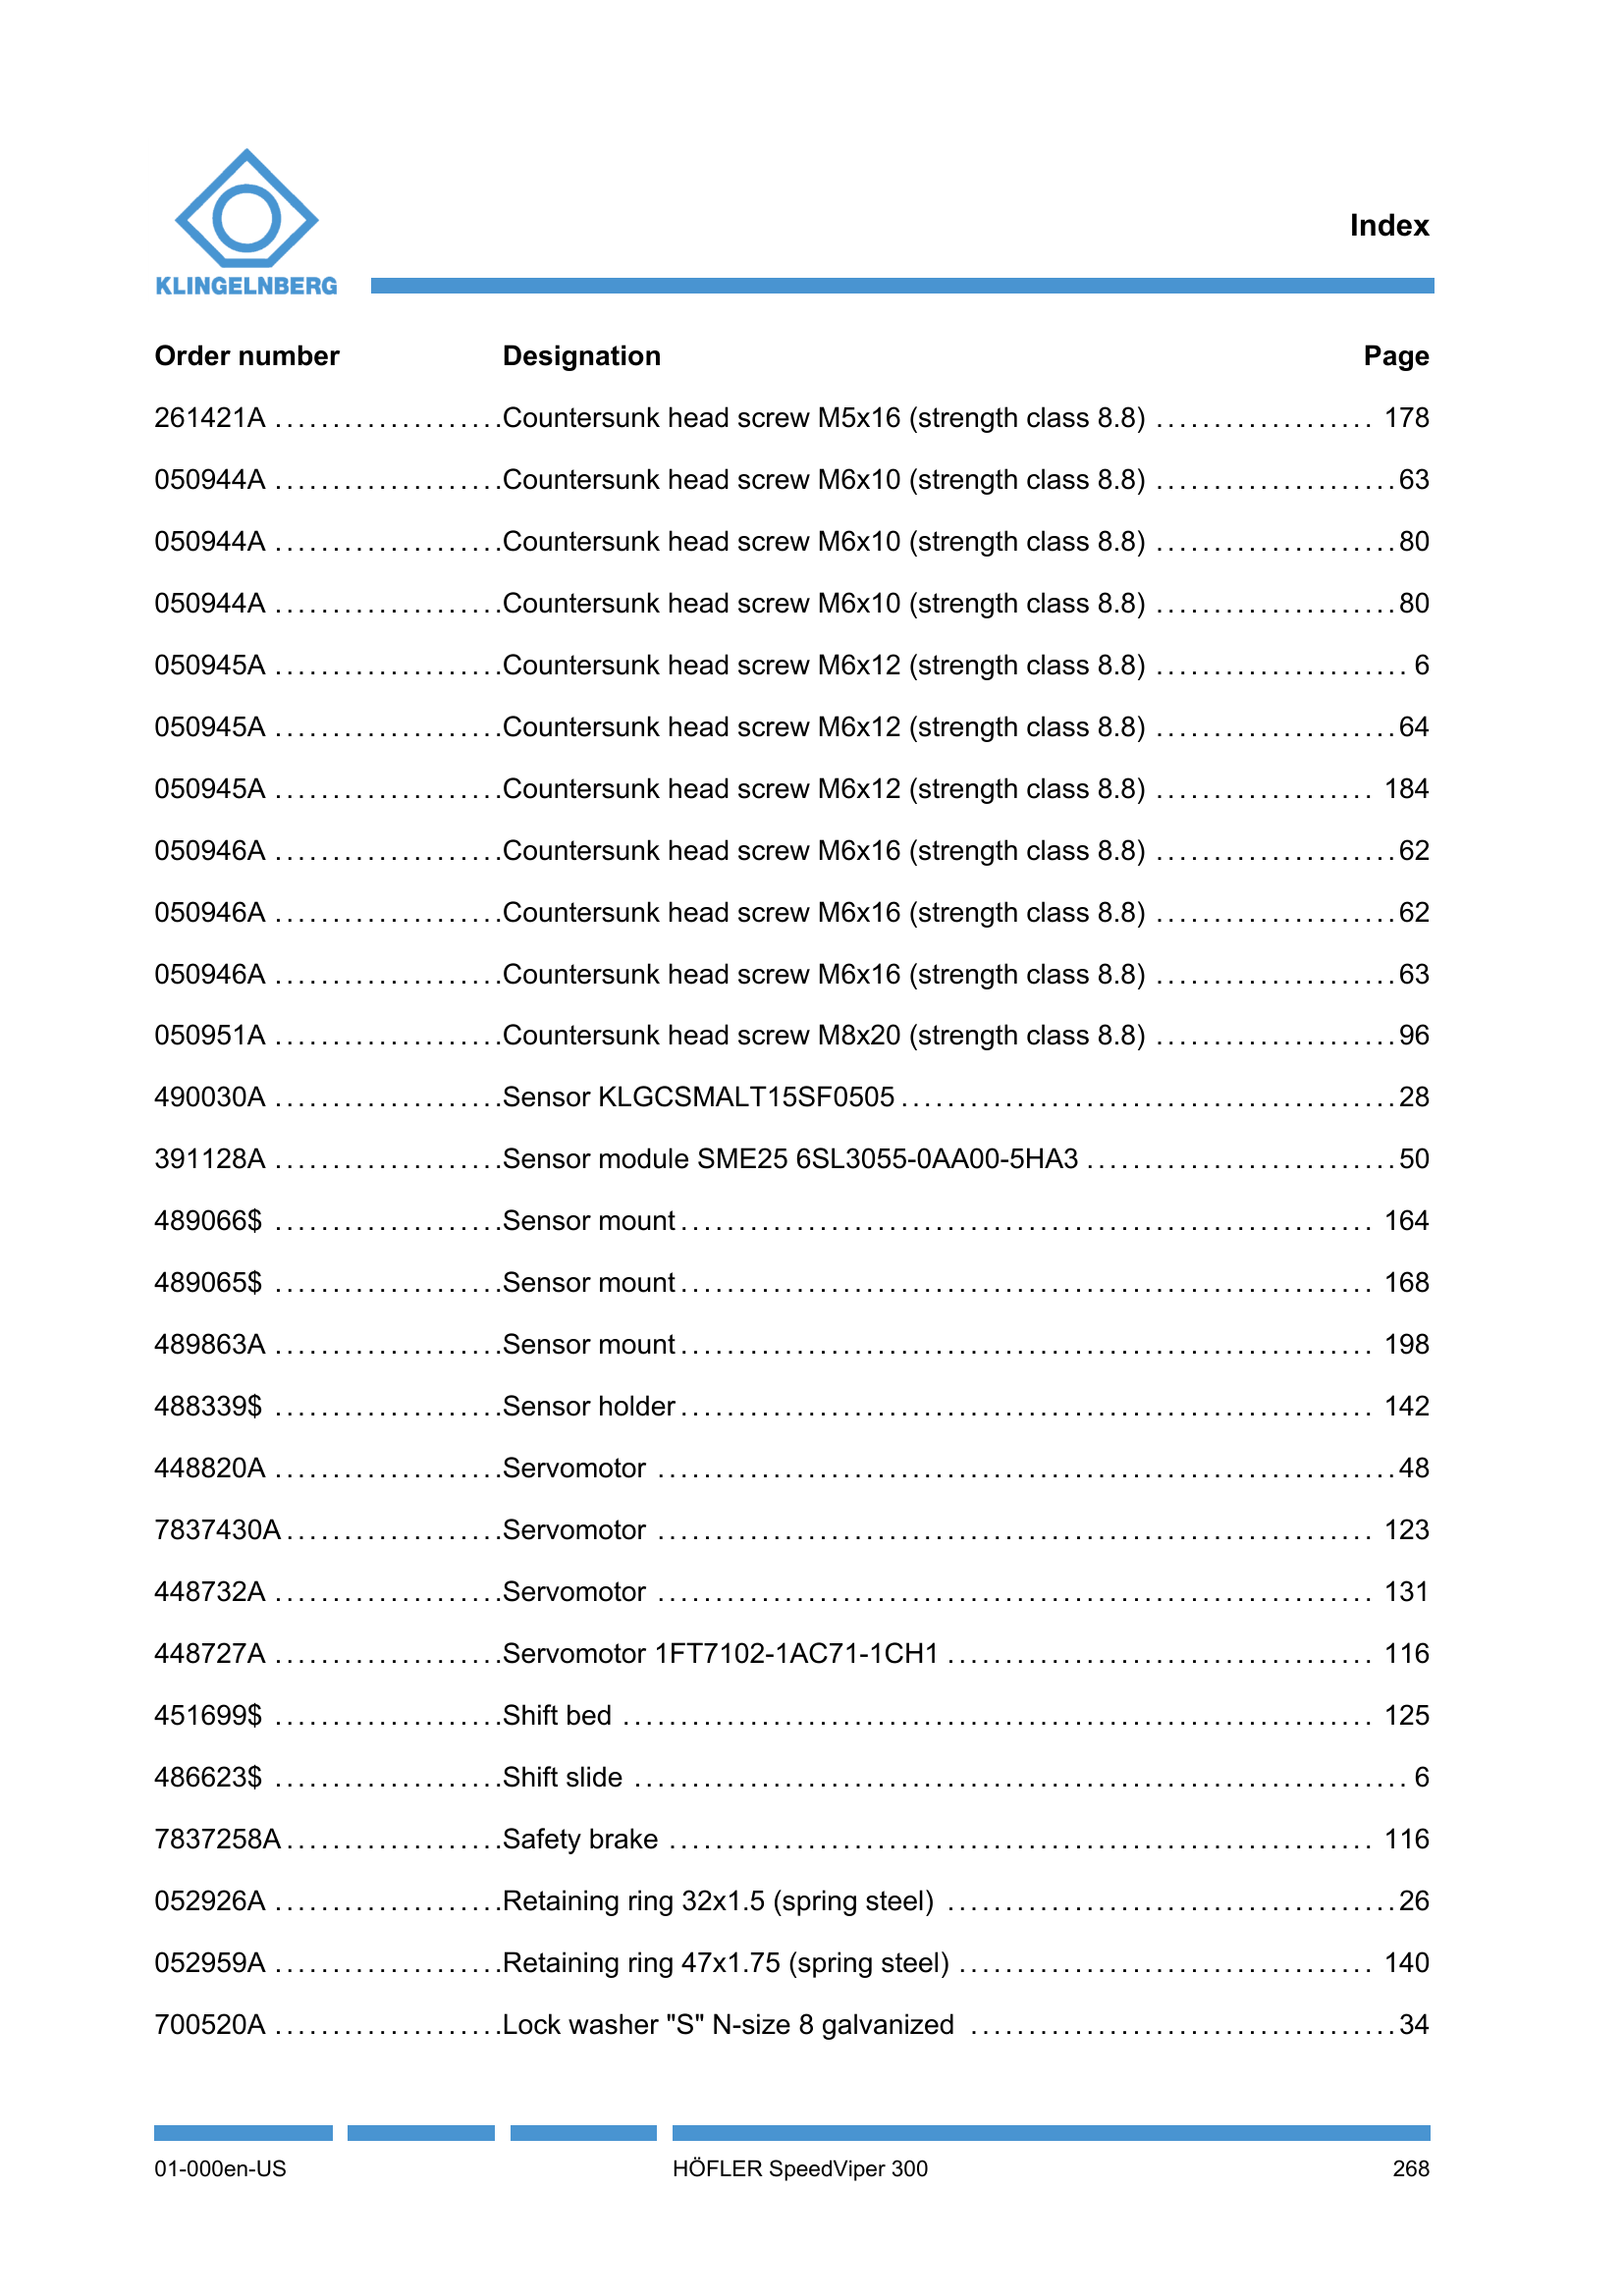 KLINGELNBERG
Index
Order number Designation Page
261421A ....................Countersunk head screw M5x16 (strength class 8.8) ................... 178
050944A ....................Countersunk head screw M6x10 (strength class 8.8) .....................63
050944A ....................Countersunk head screw M6x10 (strength class 8.8) .....................80
050944A ....................Countersunk head screw M6x10 (strength class 8.8) .....................80
050945A ....................Countersunk head screw M6x12 (strength class 8.8) ...................... 6
050945A ....................Countersunk head screw M6x12 (strength class 8.8) .....................64
050945A ....................Countersunk head screw M6x12 (strength class 8.8) ................... 184
050946A ....................Countersunk head screw M6x16 (strength class 8.8) .....................62
050946A ....................Countersunk head screw M6x16 (strength class 8.8) .....................62
050946A ....................Countersunk head screw M6x16 (strength class 8.8) .....................63
050951A ....................Countersunk head screw M8x20 (strength class 8.8) .....................96
490030A ....................Sensor KLGCSMALT15SF0505 ...........................................28
391128A ....................Sensor module SME25 6SL3055-0AA00-5HA3 ...........................50
489066$ ....................Sensor mount ............................................................ 164
489065$ ....................Sensor mount ............................................................ 168
489863A ....................Sensor mount ............................................................ 198
488339$ ....................Sensor holder ............................................................ 142
448820A ....................Servomotor ................................................................48
7837430A ...................Servomotor .............................................................. 123
448732A ....................Servomotor .............................................................. 131
448727A ....................Servomotor 1FT7102-1AC71-1CH1 ..................................... 116
451699$ ....................Shift bed ................................................................. 125
486623$ ....................Shift slide ................................................................... 6
7837258A ...................Safety brake ............................................................. 116
052926A ....................Retaining ring 32x1.5 (spring steel) .......................................26
052959A ....................Retaining ring 47x1.75 (spring steel) .................................... 140
700520A ....................Lock washer "S" N-size 8 galvanized .....................................34
01-000en-US HÖFLER SpeedViper 300 268